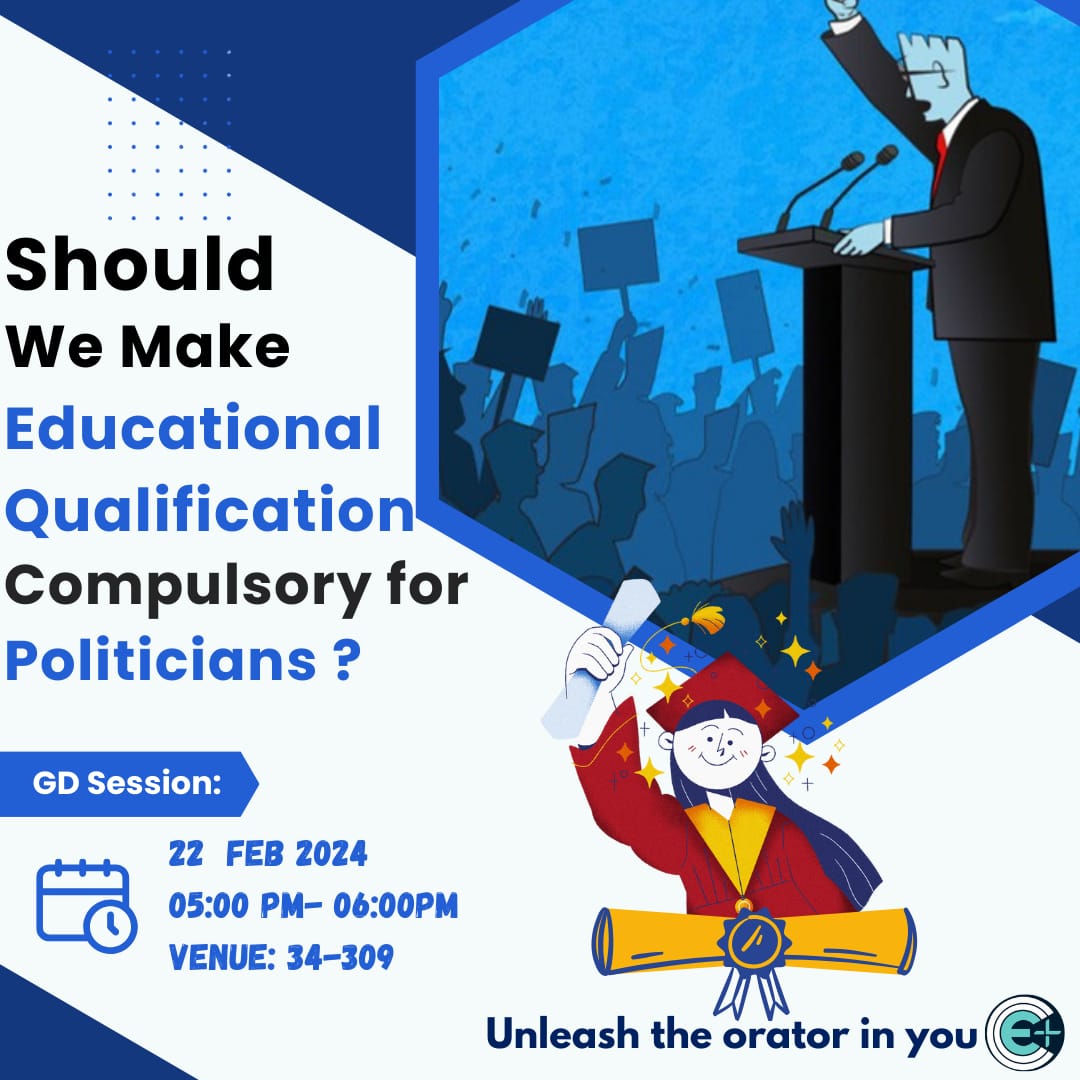 Should
We Make
Educational
Qualification
Compulsory for
Politicians ?
GD Session:
22 FEB 2024
05:00 PM- 06:00PM
VENUE: 34-309
Unleash the orator in you
e+